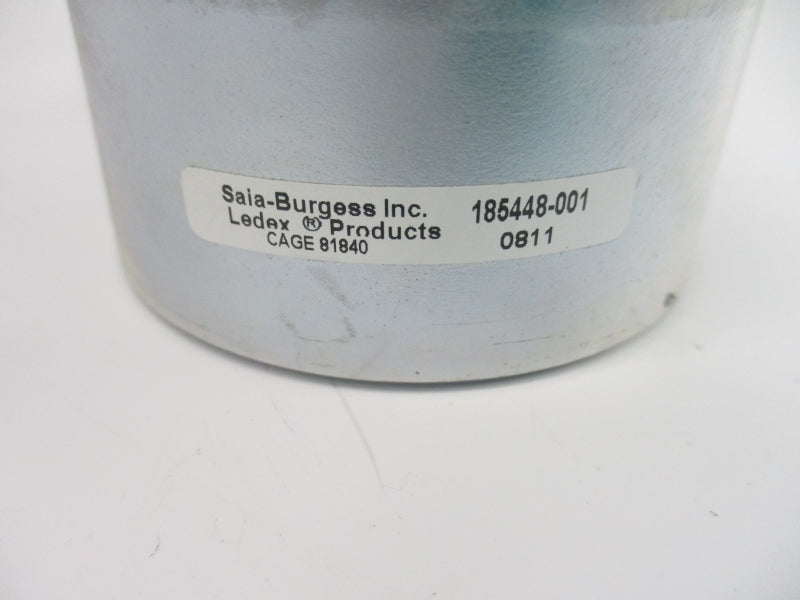 Saia-Burgess Inc. 185448-001
Ledex ® Products 0811
CAGE 81840